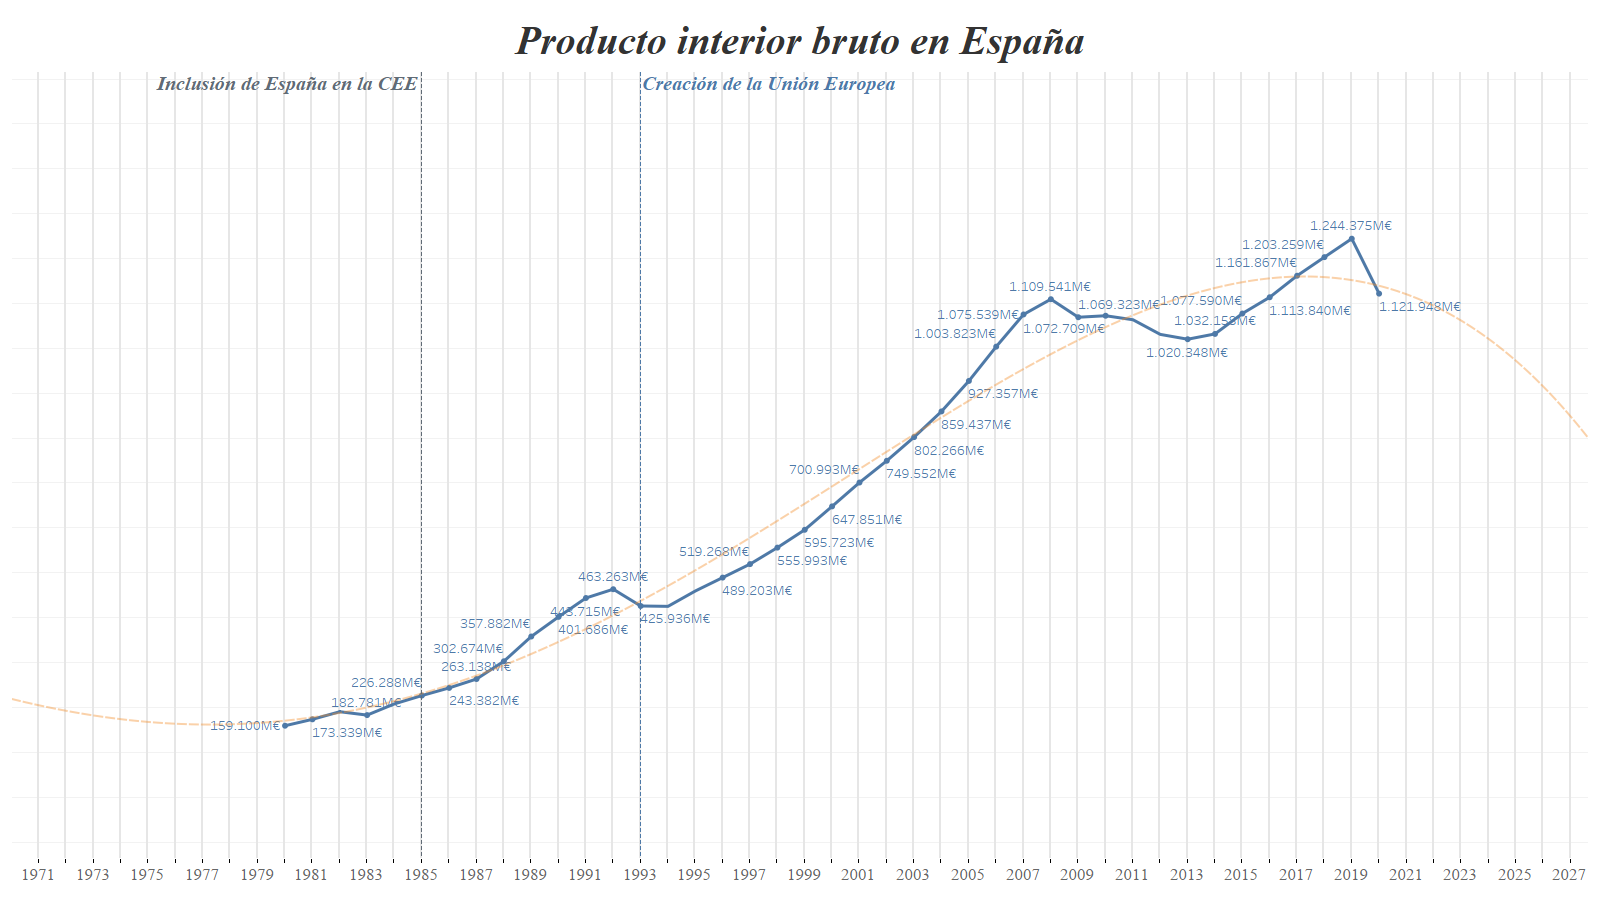 Producto interior bruto en España
Inclusión de España en la CEE
Creación de la Unión Europea
1.244.375M€
1.203.259M€
1.161.867M€
1.109.541M€
1.069.323M€
1.077.590M€
1.121.948M€
1.113.840M€
1.075.539M€
1.032.158M€
1.072.709M€
1.003.823M€
1.020.348M€
927.357M€
859.437M€
802.266M€
700.993M€
749.552M€
647.851M€
595.723M€
519.268M€
555.993M€
463.263M€
489.203M€
443.715M€
425.936M€
357.882M€
401.686M€
302.674M€
263.138M€
226.288M€
243.382M€
182.781M€
159.100M€
173.339M€
1971 1973 1975 1977 1979 1981 1983 1985 1987 1989 1991 1993 1995 1997 1999 2001 2003 2005 2007 2009 2011 2013 2015 2017 2019 2021 2023 2025 2027